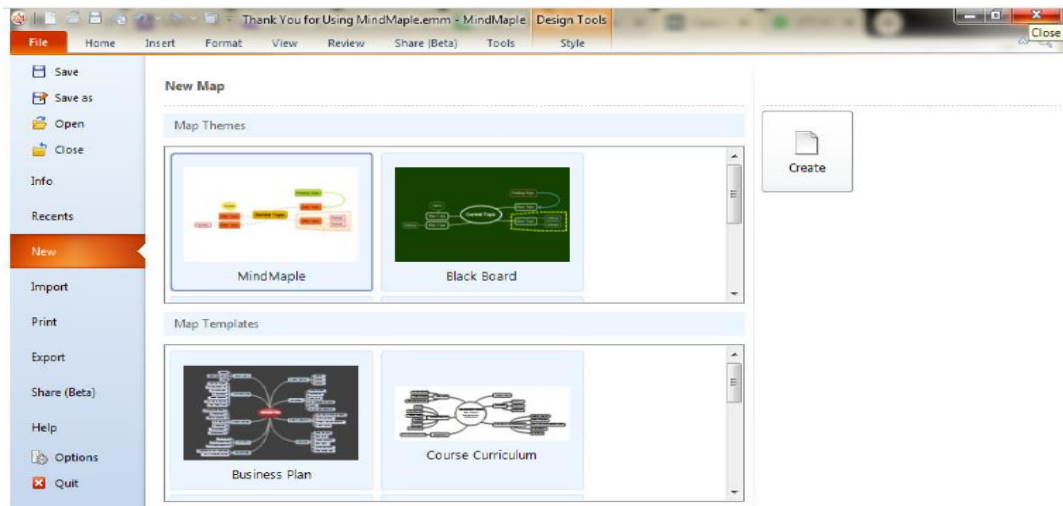 Thank You for Using MindMaple.emm - MindMaple
Design Tools
Close
File
Home
Insert
Format
View
Review
Share (Beta)
Tools
Style
Save
Save as
Open
Close
Info
Recents
New
Import
Print
Export
Share (Beta)
Help
Options
Quit
New Map
Map Themes
MindMaple
Black Board
Map Templates
Business Plan
Course Curriculum
Create